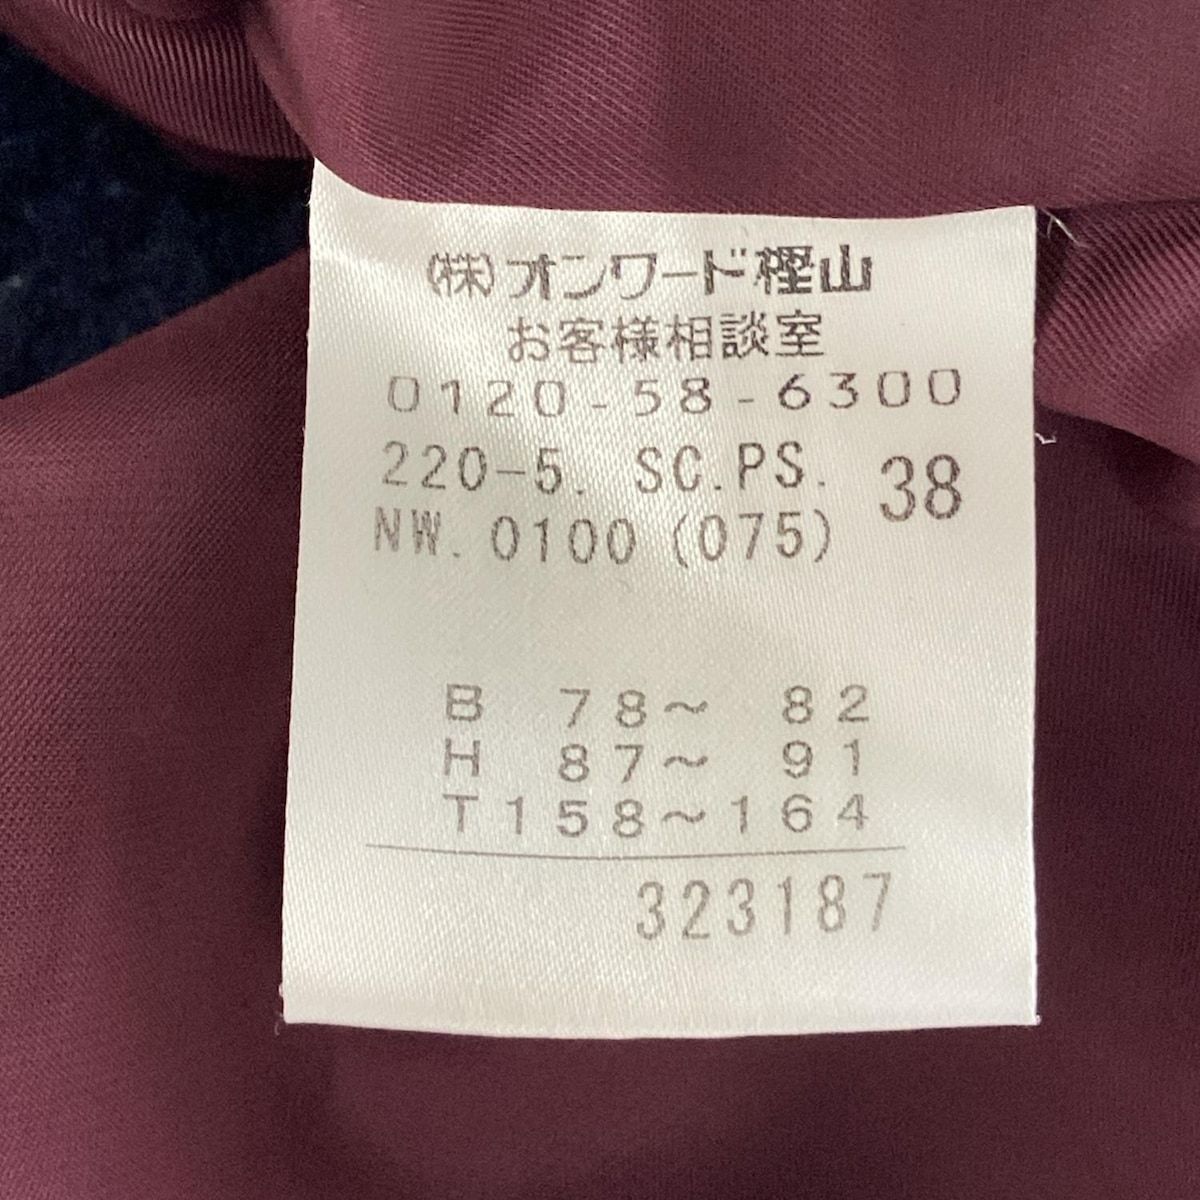 (株)オンワード樫山
お客様相談室
0120-58-6300
220-5. SC.PS. 38
NW. 0100 (075)
B 78〜 82
H 87〜 91
T158〜164
323187